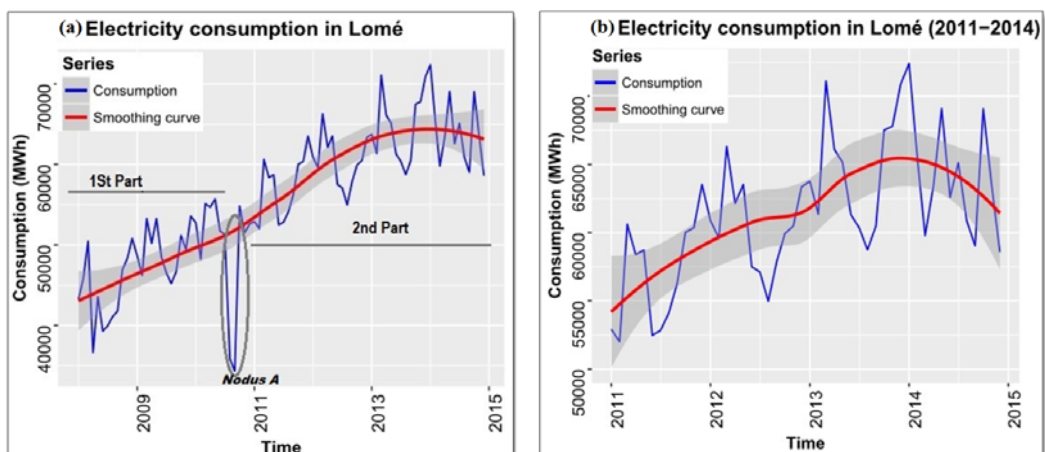 (a) Electricity consumption in Lomé
Series
Consumption
Smoothing curve
Consumption (MWh)
70000
60000
50000
40000
1St Part
2nd Part
Nodus A
2009
2011
2013
2015
Time
(b) Electricity consumption in Lomé (2011−2014)
Series
Consumption
Smoothing curve
Consumption (MWh)
70000
65000
60000
55000
50000
2011
2012
2013
2014
2015
Time